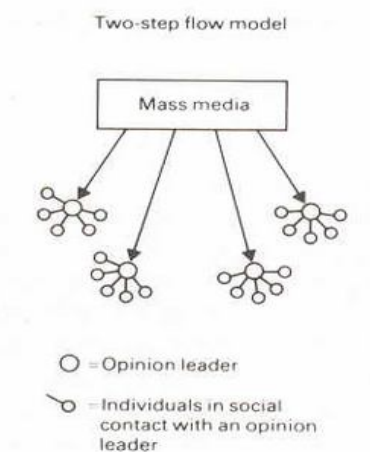 Two-step flow model
Mass media
= Opinion leader
= Individuals in social
contact with an opinion
leader